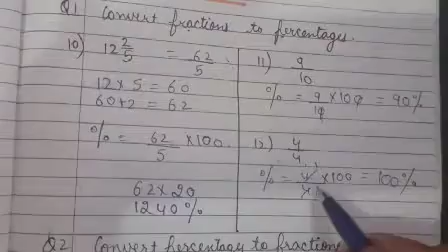 Q1 Convert fractions to Percentages.
10) 12 2/5 = 62/5
12 × 5 = 60
60+2 = 62
% = 62/5 × 100
62 × 20
1240%
11) 9/10
% = 9/10 × 100 = 90%
12) 4/4
% = 4/4 × 100 = 100%
Q2 Convert percentages to